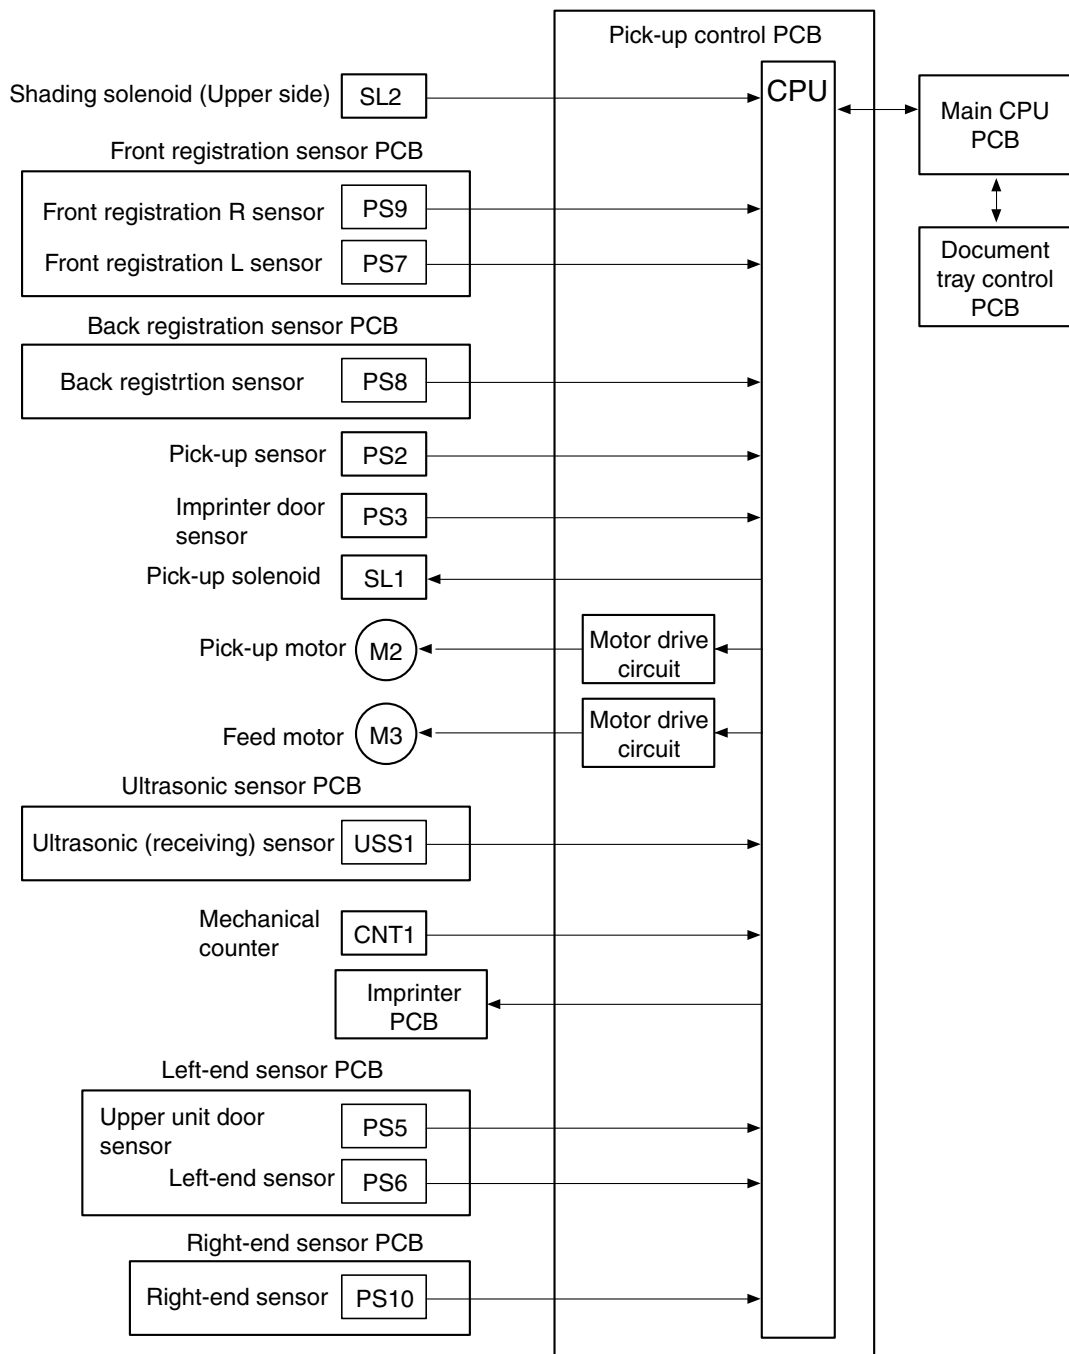 Pick-up control PCB
Shading solenoid (Upper side)
SL2
CPU
Main CPU
PCB
Front registration sensor PCB
Front registration R sensor
PS9
Front registration L sensor
PS7
Document
tray control
PCB
Back registration sensor PCB
Back registrtion sensor
PS8
Pick-up sensor
PS2
Imprinter door
sensor
PS3
Pick-up solenoid
SL1
Pick-up motor
M2
Motor drive
circuit
Feed motor
M3
Motor drive
circuit
Ultrasonic sensor PCB
Ultrasonic (receiving) sensor
USS1
Mechanical
counter
CNT1
Imprinter
PCB
Left-end sensor PCB
Upper unit door
sensor
PS5
Left-end sensor
PS6
Right-end sensor PCB
Right-end sensor
PS10